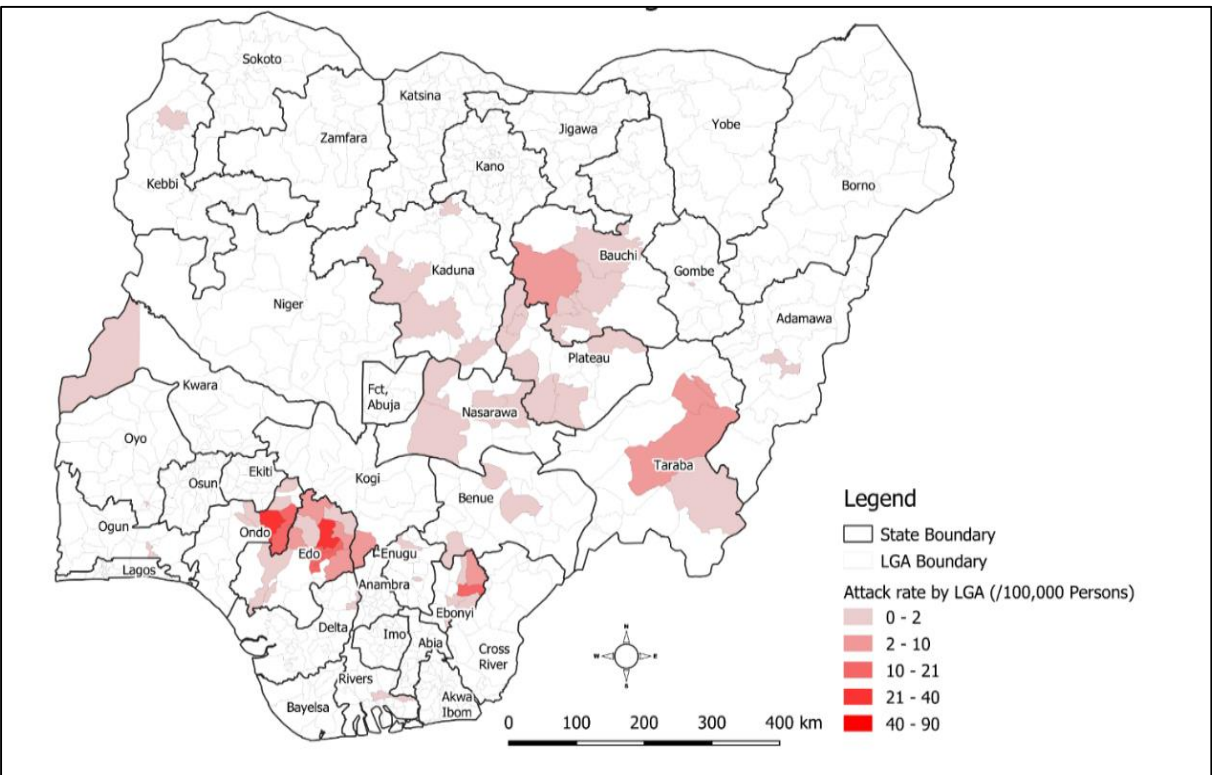 Sokoto
Katsina
Zamfara
Jigawa
Yobe
Kano
Kebbi
Borno
Kaduna
Bauchi
Gombe
Niger
Adamawa
Plateau
Kwara
Fct,
Abuja
Nasarawa
Oyo
Taraba
Osun
Ekiti
Kogi
Benue
Ogun
Ondo
Edo
Enugu
Lagos
Anambra
Ebonyi
Delta
Imo
Abia
Cross
River
Rivers
Bayelsa
Akwa
Ibom
N
W
E
S
0 100 200 300 400 km
Legend
State Boundary
LGA Boundary
Attack rate by LGA (/100,000 Persons)
0 - 2
2 - 10
10 - 21
21 - 40
40 - 90